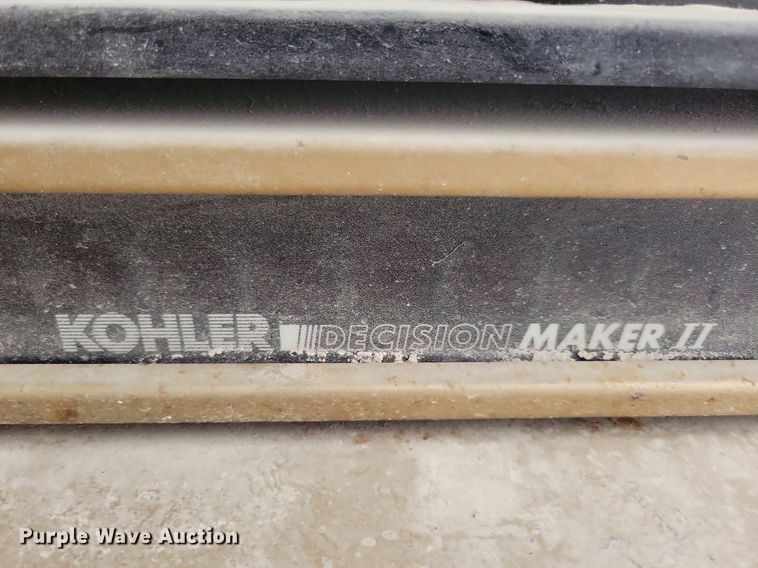 KOHLER DECISION MAKER II
Purple Wave Auction